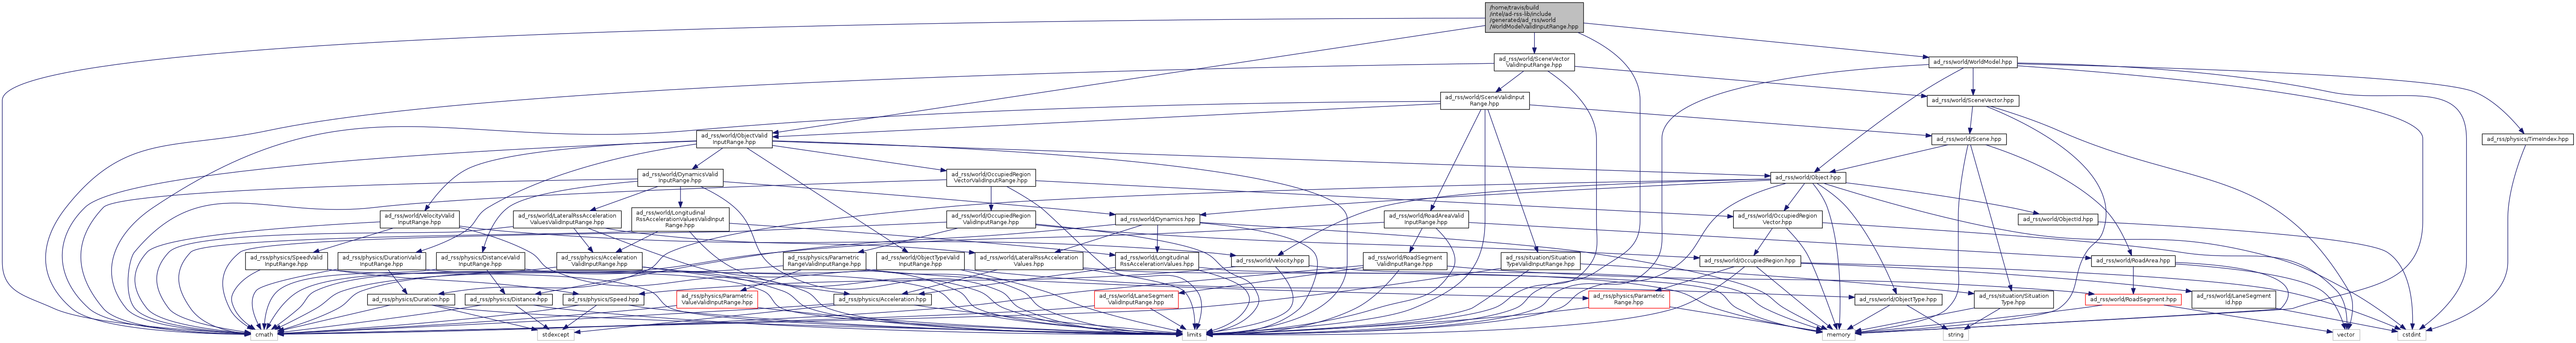 /home/travis/build
/intel/ad-rss-lib/include
/generated/ad_rss/world
/WorldModelValidInputRange.hpp
ad_rss/world/SceneVector
ValidInputRange.hpp
ad_rss/world/WorldModel.hpp
ad_rss/world/SceneValidInput
Range.hpp
ad_rss/world/SceneVector.hpp
ad_rss/world/ObjectValid
InputRange.hpp
ad_rss/world/Scene.hpp
ad_rss/physics/TimeIndex.hpp
ad_rss/world/DynamicsValid
InputRange.hpp
ad_rss/world/OccupiedRegion
VectorValidInputRange.hpp
ad_rss/world/Object.hpp
ad_rss/world/VelocityValid
InputRange.hpp
ad_rss/world/LateralRssAcceleration
ValuesValidInputRange.hpp
ad_rss/world/Longitudinal
RssAccelerationValuesValidInput
Range.hpp
ad_rss/world/OccupiedRegion
ValidInputRange.hpp
ad_rss/world/Dynamics.hpp
ad_rss/world/RoadAreaValid
InputRange.hpp
ad_rss/world/OccupiedRegion
Vector.hpp
ad_rss/world/ObjectId.hpp
ad_rss/physics/SpeedValid
InputRange.hpp
ad_rss/physics/DurationValid
InputRange.hpp
ad_rss/physics/DistanceValid
InputRange.hpp
ad_rss/physics/Acceleration
ValidInputRange.hpp
ad_rss/physics/Parametric
RangeValidInputRange.hpp
ad_rss/world/ObjectTypeValid
InputRange.hpp
ad_rss/world/LateralRssAcceleration
Values.hpp
ad_rss/world/Longitudinal
RssAccelerationValues.hpp
ad_rss/world/Velocity.hpp
ad_rss/world/RoadSegment
ValidInputRange.hpp
ad_rss/situation/Situation
TypeValidInputRange.hpp
ad_rss/world/OccupiedRegion.hpp
ad_rss/world/RoadArea.hpp
ad_rss/physics/Duration.hpp
ad_rss/physics/Distance.hpp
ad_rss/physics/Speed.hpp
ad_rss/physics/Parametric
ValueValidInputRange.hpp
ad_rss/physics/Acceleration.hpp
ad_rss/world/LaneSegment
ValidInputRange.hpp
ad_rss/physics/Parametric
Range.hpp
ad_rss/world/ObjectType.hpp
ad_rss/situation/Situation
Type.hpp
ad_rss/world/RoadSegment.hpp
ad_rss/world/LaneSegment
Id.hpp
cmath
stdexcept
limits
memory
string
vector
cstdint